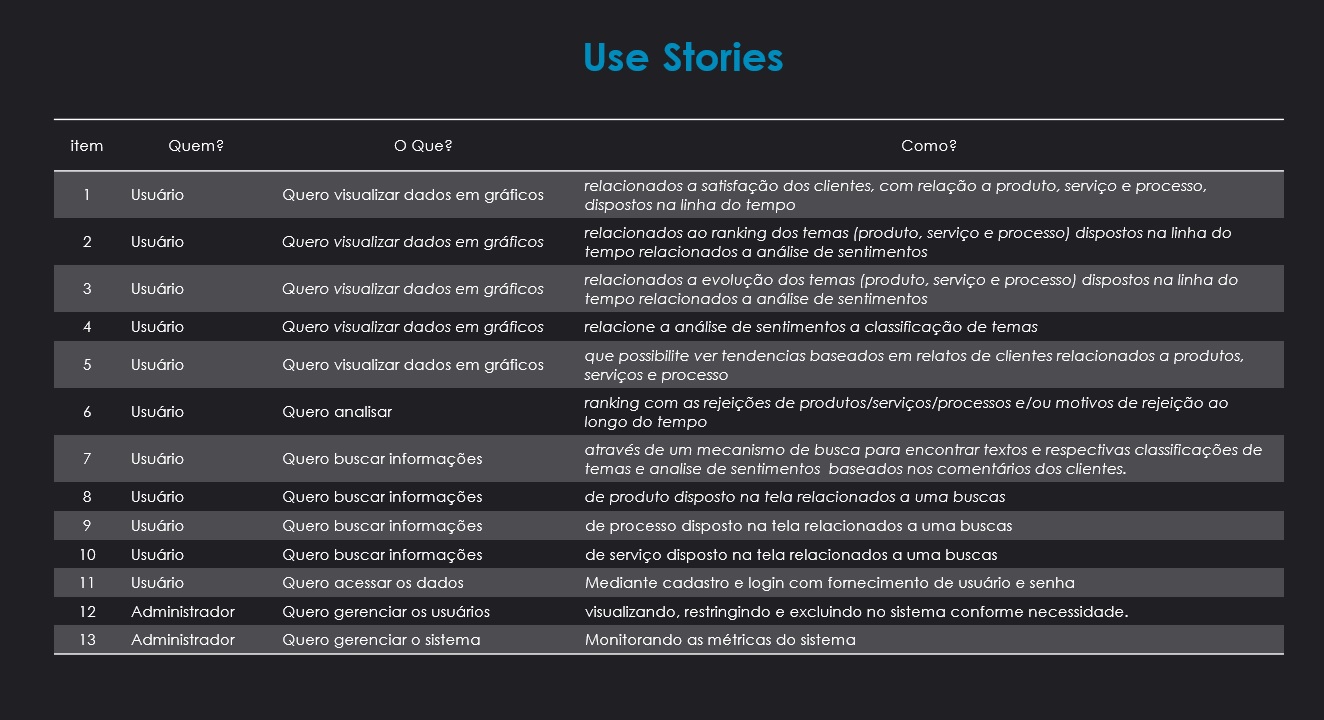 Use Stories
item Quem? O Que? Como?
1 Usuário Quero visualizar dados em gráficos relacionados a satisfação dos clientes, com relação a produto, serviço e processo,
dispostos na linha do tempo
2 Usuário Quero visualizar dados em gráficos relacionados ao ranking dos temas (produto, serviço e processo) dispostos na linha do
tempo relacionados a análise de sentimentos
3 Usuário Quero visualizar dados em gráficos relacionados a evolução dos temas (produto, serviço e processo) dispostos na linha do
tempo relacionados a análise de sentimentos
4 Usuário Quero visualizar dados em gráficos relacione a análise de sentimentos a classificação de temas
5 Usuário Quero visualizar dados em gráficos que possibilite ver tendencias baseados em relatos de clientes relacionados a produtos,
serviços e processo
6 Usuário Quero analisar ranking com as rejeições de produtos/serviços/processos e/ou motivos de rejeição ao
longo do tempo
7 Usuário Quero buscar informações através de um mecanismo de busca para encontrar textos e respectivas classificações de
temas e analise de sentimentos  baseados nos comentários dos clientes.
8 Usuário Quero buscar informações de produto disposto na tela relacionados a uma buscas
9 Usuário Quero buscar informações de processo disposto na tela relacionados a uma buscas
10 Usuário Quero buscar informações de serviço disposto na tela relacionados a uma buscas
11 Usuário Quero acessar os dados Mediante cadastro e login com fornecimento de usuário e senha
12 Administrador Quero gerenciar os usuários visualizando, restringindo e excluindo no sistema conforme necessidade.
13 Administrador Quero gerenciar o sistema Monitorando as métricas do sistema